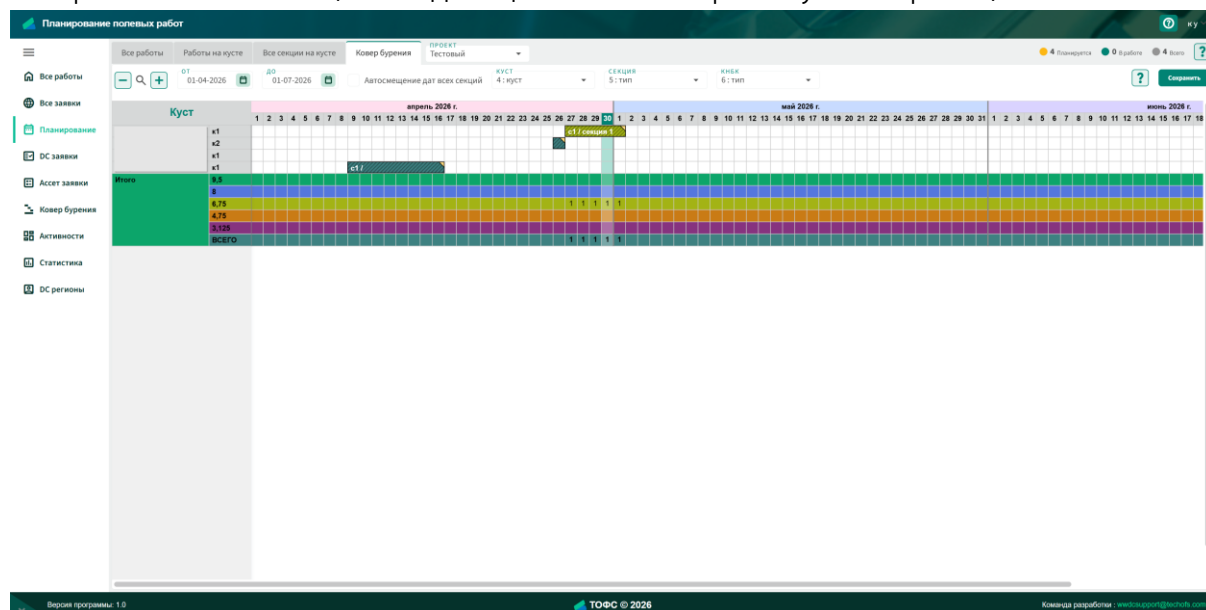 Планирование полевых работ
ку
Все работы Работы на кусте Все секции на кусте Ковер бурения ПРОЕКТ Тестовый
4 Планируется 0 В работе 4 Всего ?
ОТ 01-04-2026 ДО 01-07-2026 Автосмещение дат всех секций КУСТ 4 : куст СЕКЦИЯ 5 : тип КНБК 6 : тип ? Сохранить
Все работы
Все заявки
Планирование
DC заявки
Ассет заявки
Ковер бурения
Активности
Статистика
DC регионы
Куст
апрель 2026 г. май 2026 г. июнь 2026 г.
1 2 3 4 5 6 7 8 9 10 11 12 13 14 15 16 17 18 19 20 21 22 23 24 25 26 27 28 29 30 1 2 3 4 5 6 7 8 9 10 11 12 13 14 15 16 17 18 19 20 21 22 23 24 25 26 27 28 29 30 31 1 2 3 4 5 6 7 8 9 10 11 12 13 14 15 16 17 18
к1 с1 / секция 1
к2
к1
к1 с1 /
Итого 9,5
8
6,75 1 1 1 1 1
4,75
3,125
ВСЕГО 1 1 1 1 1
Версия программы: 1.0
ТОФС © 2026
Команда разработки : wedcsupport@techofs.com